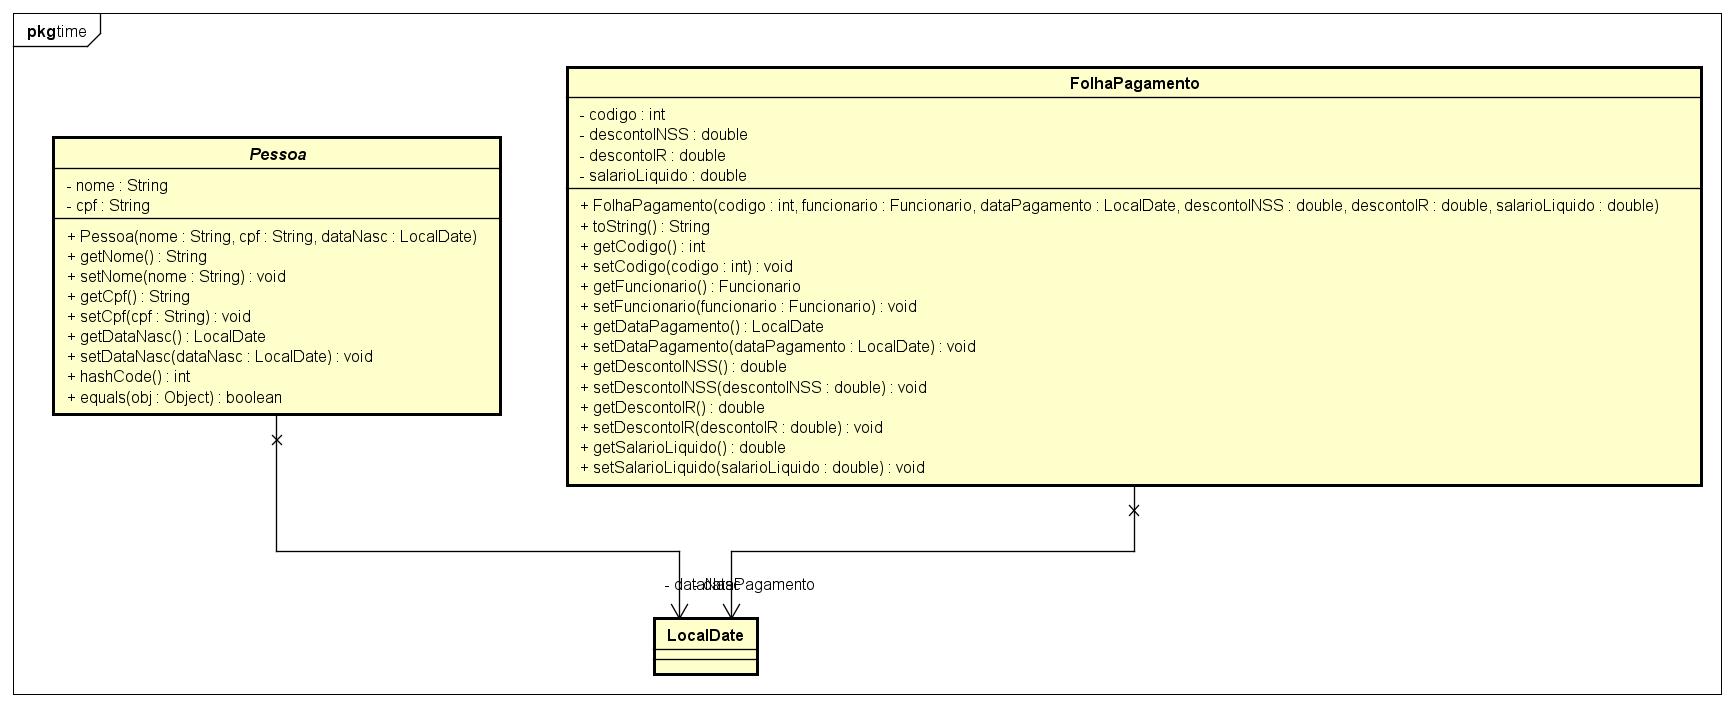 pkg time
Pessoa
- nome : String
- cpf : String
+ Pessoa(nome : String, cpf : String, dataNasc : LocalDate)
+ getNome() : String
+ setNome(nome : String) : void
+ getCpf() : String
+ setCpf(cpf : String) : void
+ getDataNasc() : LocalDate
+ setDataNasc(dataNasc : LocalDate) : void
+ hashCode() : int
+ equals(obj : Object) : boolean
FolhaPagamento
- codigo : int
- descontoINSS : double
- descontoIR : double
- salarioLiquido : double
+ FolhaPagamento(codigo : int, funcionario : Funcionario, dataPagamento : LocalDate, descontoINSS : double, descontoIR : double, salarioLiquido : double)
+ toString() : String
+ getCodigo() : int
+ setCodigo(codigo : int) : void
+ getFuncionario() : Funcionario
+ setFuncionario(funcionario : Funcionario) : void
+ getDataPagamento() : LocalDate
+ setDataPagamento(dataPagamento : LocalDate) : void
+ getDescontoINSS() : double
+ setDescontoINSS(descontoINSS : double) : void
+ getDescontoIR() : double
+ setDescontoIR(descontoIR : double) : void
+ getSalarioLiquido() : double
+ setSalarioLiquido(salarioLiquido : double) : void
- dataNasc
- dataPagamento
LocalDate